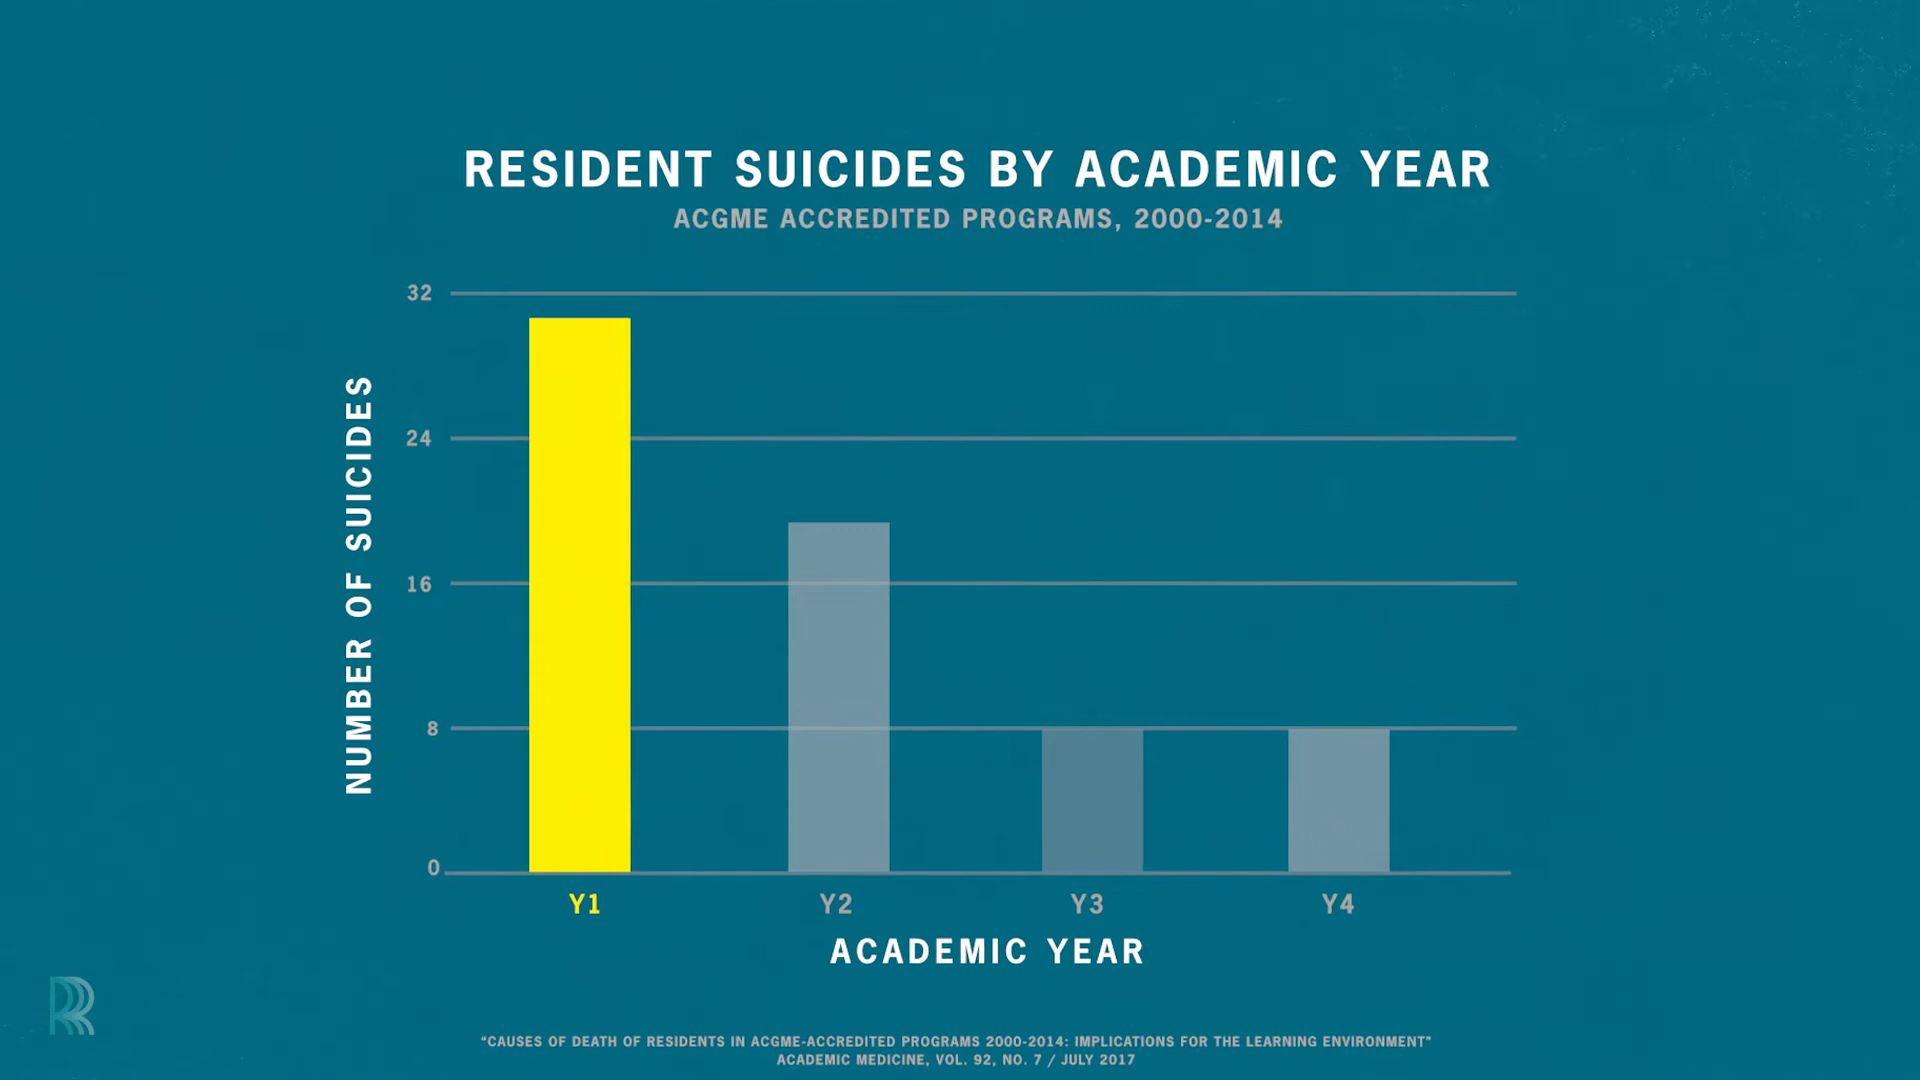 RESIDENT SUICIDES BY ACADEMIC YEAR
ACGME ACCREDITED PROGRAMS, 2000-2014
32
24
16
8
0
NUMBER OF SUICIDES
Y1 Y2 Y3 Y4
ACADEMIC YEAR
"CAUSES OF DEATH OF RESIDENTS IN ACGME-ACCREDITED PROGRAMS 2000-2014: IMPLICATIONS FOR THE LEARNING ENVIRONMENT"
ACADEMIC MEDICINE, VOL. 92, NO. 7 / JULY 2017
R